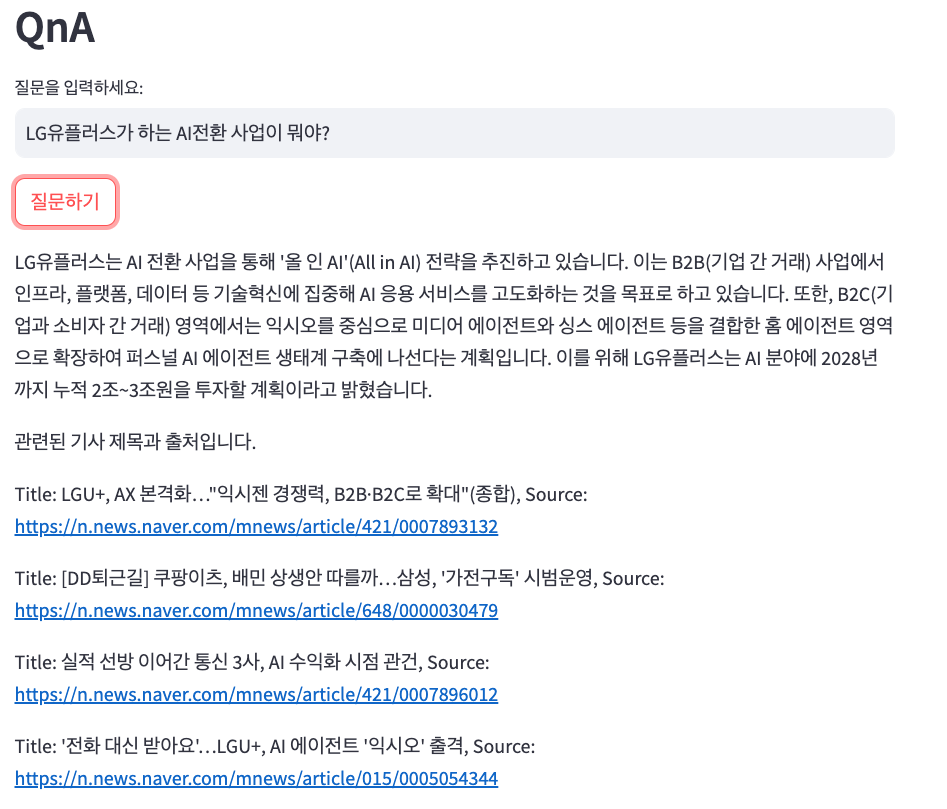 QnA
질문을 입력하세요:
LG유플러스가 하는 AI전환 사업이 뭐야?
질문하기
LG유플러스는 AI 전환 사업을 통해 '올 인 AI'(All in AI) 전략을 추진하고 있습니다. 이는 B2B(기업 간 거래) 사업에서
인프라, 플랫폼, 데이터 등 기술혁신에 집중해 AI 응용 서비스를 고도화하는 것을 목표로 하고 있습니다. 또한, B2C(기
업과 소비자 간 거래) 영역에서는 익시오를 중심으로 미디어 에이전트와 싱스 에이전트 등을 결합한 홈 에이전트 영역
으로 확장하여 퍼스널 AI 에이전트 생태계 구축에 나선다는 계획입니다. 이를 위해 LG유플러스는 AI 분야에 2028년
까지 누적 2조~3조원을 투자할 계획이라고 밝혔습니다.
관련된 기사 제목과 출처입니다.
Title: LGU+, AX 본격화…"익시젠 경쟁력, B2B·B2C로 확대"(종합), Source:
https://n.news.naver.com/mnews/article/421/0007893132
Title: [DD퇴근길] 쿠팡이츠, 배민 상생안 따를까…삼성, '가전구독' 시범운영, Source:
https://n.news.naver.com/mnews/article/648/0000030479
Title: 실적 선방 이어간 통신 3사, AI 수익화 시점 관건, Source:
https://n.news.naver.com/mnews/article/421/0007896012
Title: '전화 대신 받아요'…LGU+, AI 에이전트 '익시오' 출격, Source:
https://n.news.naver.com/mnews/article/015/0005054344